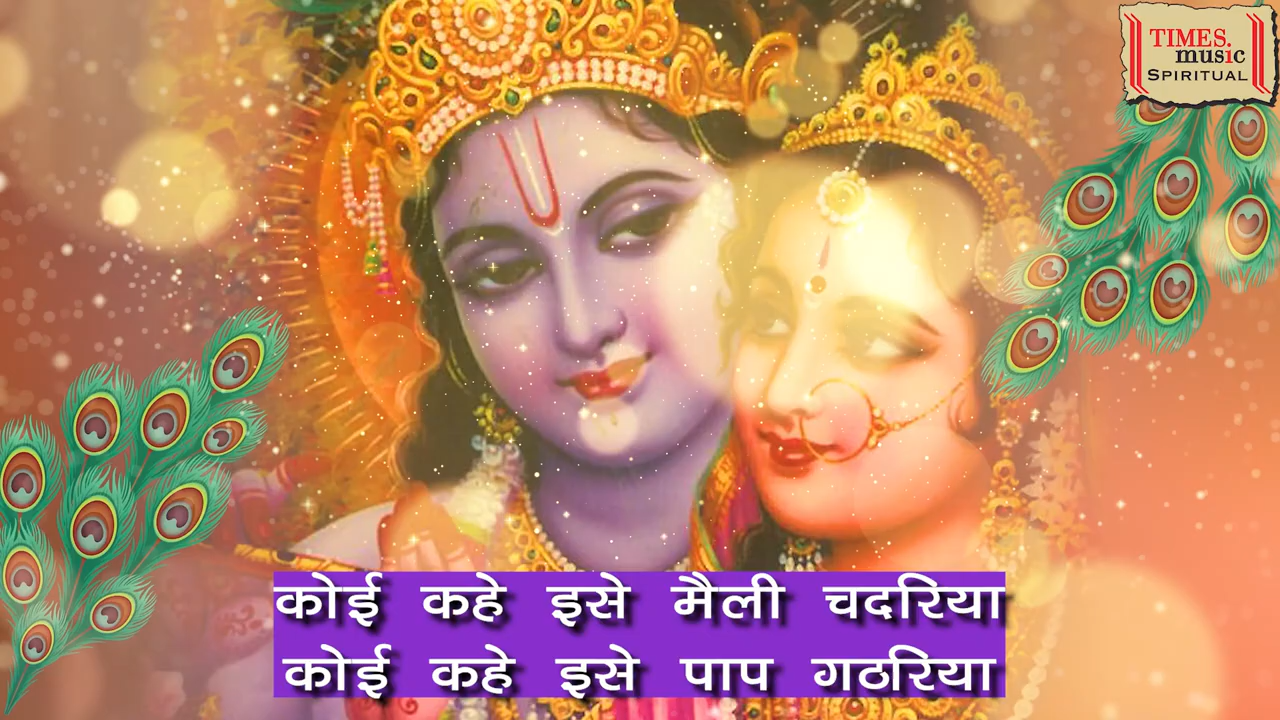 TIMES.
music
SPIRITUAL
कोई कहे इसे मैली चदरिया
कोई कहे इसे पाप गठरिया